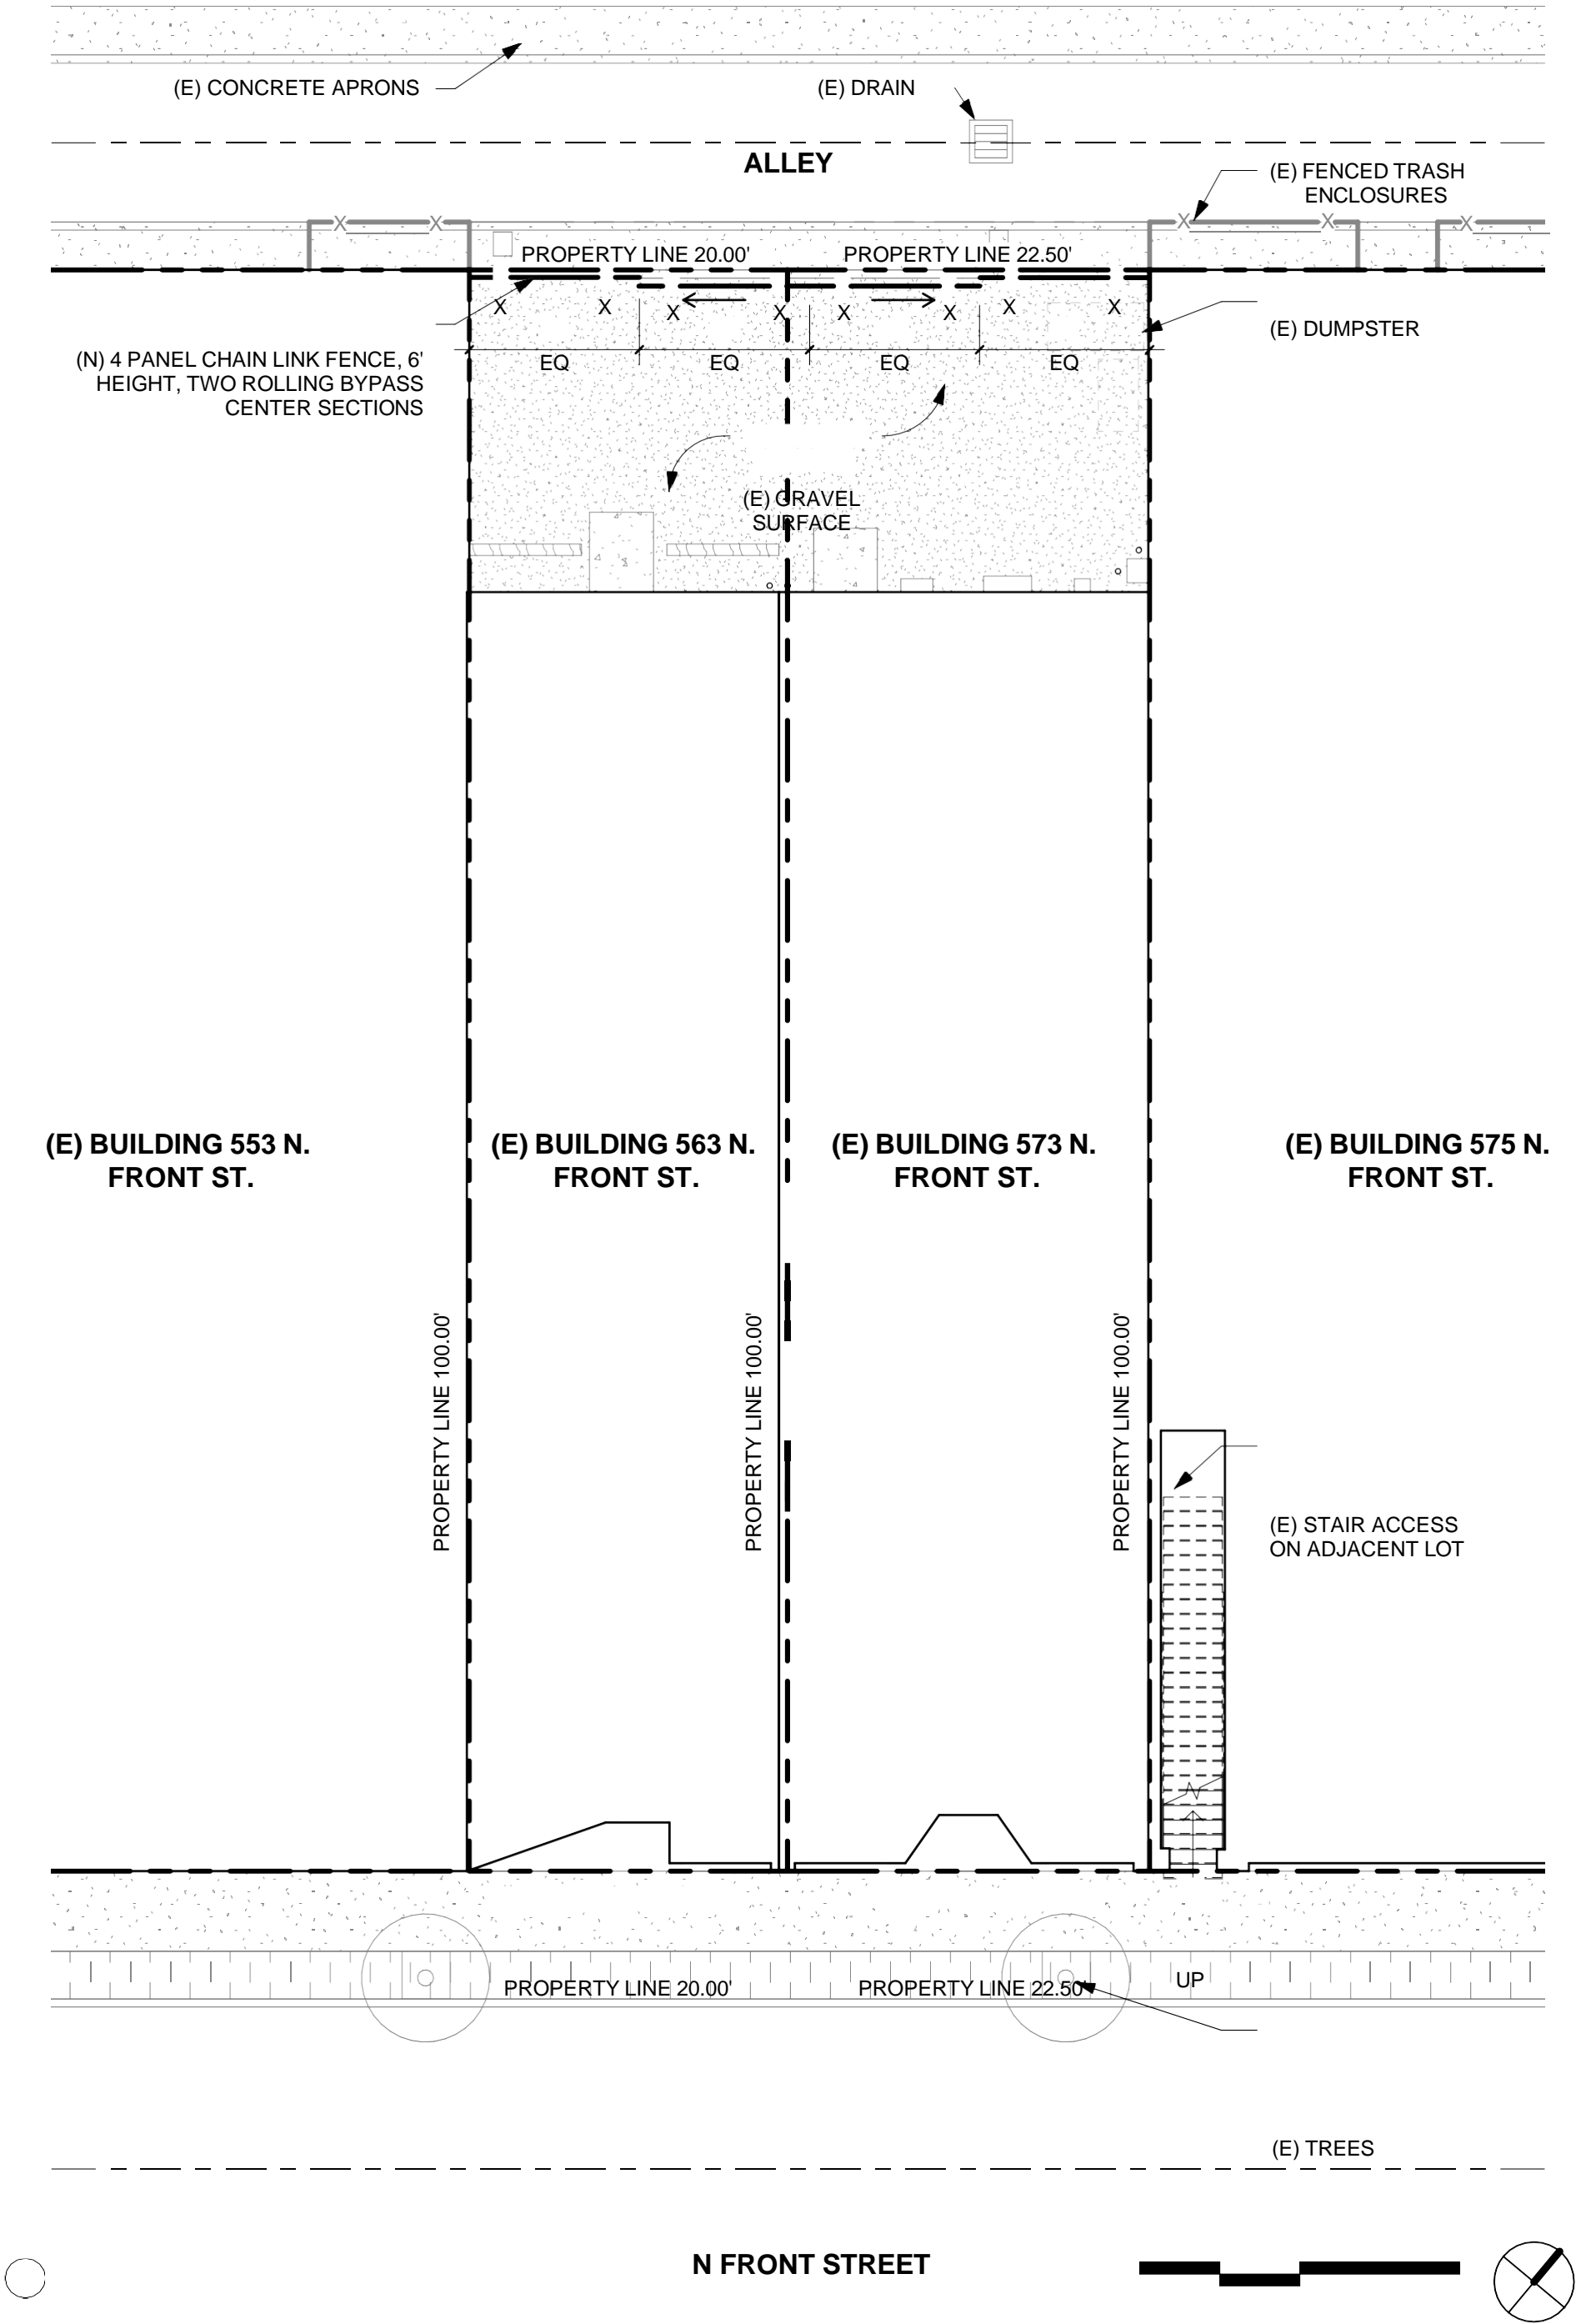 (E) CONCRETE APRONS
(E) DRAIN
ALLEY
(E) FENCED TRASH
ENCLOSURES
X
X
X
X
X
PROPERTY LINE 20.00'
PROPERTY LINE 22.50'
X
X
X
X
X
X
X
X
(E) DUMPSTER
(N) 4 PANEL CHAIN LINK FENCE, 6'
HEIGHT, TWO ROLLING BYPASS
CENTER SECTIONS
EQ
EQ
EQ
EQ
(E) GRAVEL
SURFACE
(E) BUILDING 553 N.
FRONT ST.
(E) BUILDING 563 N.
FRONT ST.
(E) BUILDING 573 N.
FRONT ST.
(E) BUILDING 575 N.
FRONT ST.
PROPERTY LINE 100.00'
PROPERTY LINE 100.00'
PROPERTY LINE 100.00'
(E) STAIR ACCESS
ON ADJACENT LOT
PROPERTY LINE 20.00'
PROPERTY LINE 22.50'
UP
(E) TREES
N FRONT STREET